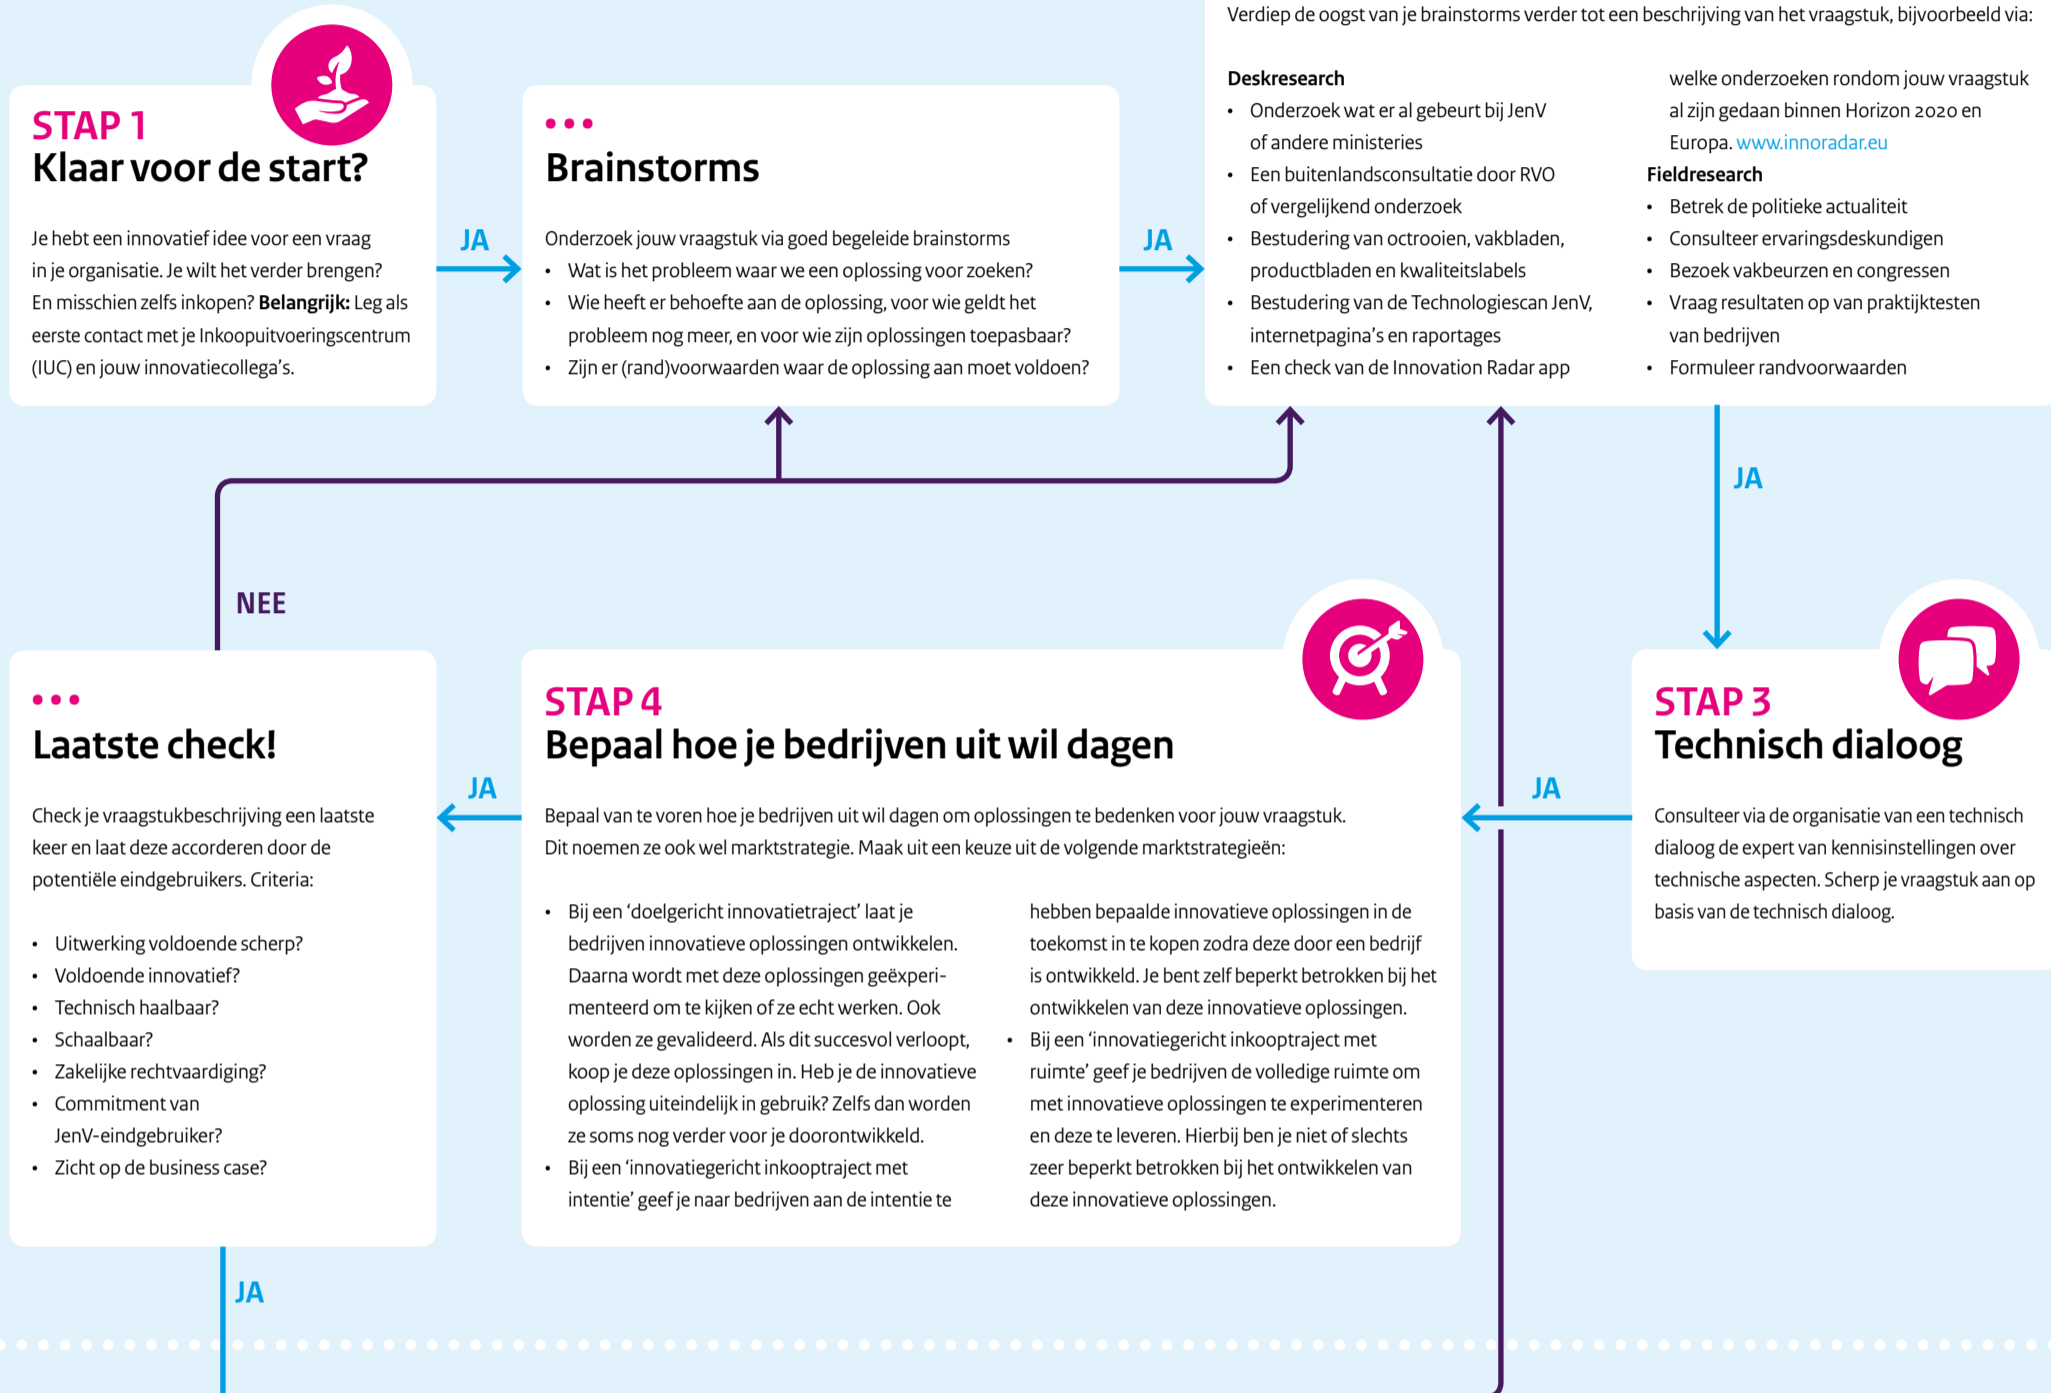 STAP 1
Klaar voor de start?
Je hebt een innovatief idee voor een vraag
in je organisatie. Je wilt het verder brengen?
En misschien zelfs inkopen? Belangrijk: Leg als
eerste contact met je Inkoopuitvoeringscentrum
(IUC) en jouw innovatiecollega's.
JA
•••
Brainstorms
Onderzoek jouw vraagstuk via goed begeleide brainstorms
• Wat is het probleem waar we een oplossing voor zoeken?
• Wie heeft er behoefte aan de oplossing, voor wie geldt het
probleem nog meer, en voor wie zijn oplossingen toepasbaar?
• Zijn er (rand)voorwaarden waar de oplossing aan moet voldoen?
JA
Verdiep de oogst van je brainstorms verder tot een beschrijving van het vraagstuk, bijvoorbeeld via:
Deskresearch
• Onderzoek wat er al gebeurt bij JenV
of andere ministeries
• Een buitenlandsconsultatie door RVO
of vergelijkend onderzoek
• Bestudering van octrooien, vakbladen,
productbladen en kwaliteitslabels
• Bestudering van de Technologiescan JenV,
internetpagina's en raportages
• Een check van de Innovation Radar app
welke onderzoeken rondom jouw vraagstuk
al zijn gedaan binnen Horizon 2020 en
Europa. www.innoradar.eu
Fieldresearch
• Betrek de politieke actualiteit
• Consulteer ervaringsdeskundigen
• Bezoek vakbeurzen en congressen
• Vraag resultaten op van praktijktesten
van bedrijven
• Formuleer randvoorwaarden
JA
STAP 3
Technisch dialoog
Consulteer via de organisatie van een technisch
dialoog de expert van kennisinstellingen over
technische aspecten. Scherp je vraagstuk aan op
basis van de technisch dialoog.
JA
STAP 4
Bepaal hoe je bedrijven uit wil dagen
Bepaal van te voren hoe je bedrijven uit wil dagen om oplossingen te bedenken voor jouw vraagstuk.
Dit noemen ze ook wel marktstrategie. Maak uit een keuze uit de volgende marktstrategieën:
• Bij een ‘doelgericht innovatietraject’ laat je
bedrijven innovatieve oplossingen ontwikkelen.
Daarna wordt met deze oplossingen geëxperi-
menteerd om te kijken of ze echt werken. Ook
worden ze gevalideerd. Als dit succesvol verloopt,
koop je deze oplossingen in. Heb je de innovatieve
oplossing uiteindelijk in gebruik? Zelfs dan worden
ze soms nog verder voor je doorontwikkeld.
• Bij een ‘innovatiegericht inkooptraject met
intentie’ geef je naar bedrijven aan de intentie te
hebben bepaalde innovatieve oplossingen in de
toekomst in te kopen zodra deze door een bedrijf
is ontwikkeld. Je bent zelf beperkt betrokken bij het
ontwikkelen van deze innovatieve oplossingen.
• Bij een ‘innovatiegericht inkooptraject met
ruimte’ geef je bedrijven de volledige ruimte om
met innovatieve oplossingen te experimenteren
en deze te leveren. Hierbij ben je niet of slechts
zeer beperkt betrokken bij het ontwikkelen van
deze innovatieve oplossingen.
JA
•••
Laatste check!
Check je vraagstukbeschrijving een laatste
keer en laat deze accorderen door de
potentiële eindgebruikers. Criteria:
• Uitwerking voldoende scherp?
• Voldoende innovatief?
• Technisch haalbaar?
• Schaalbaar?
• Zakelijke rechtvaardiging?
• Commitment van
JenV-eindgebruiker?
• Zicht op de business case?
NEE
JA